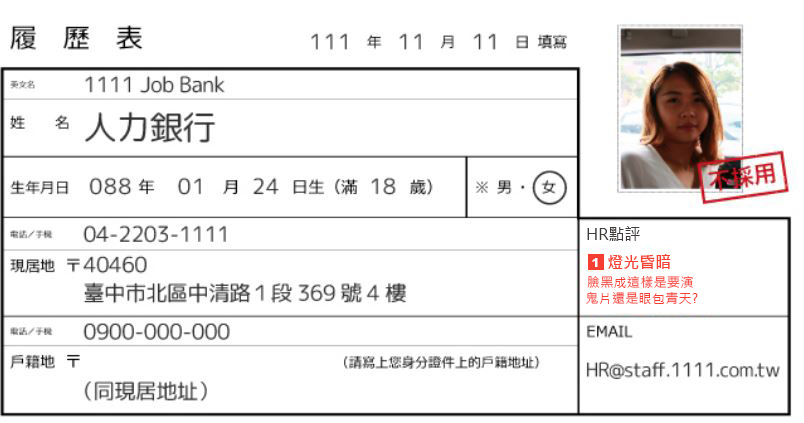 履歷表
111 年 11 月 11 日 填寫
英文名 1111 Job Bank
姓名 人力銀行
生年月日 088 年 01 月 24 日生（滿 18 歲）
※ 男・女
不採用
電話／手機 04-2203-1111
現居地 〒40460
臺中市北區中清路1段 369 號 4 樓
電話／手機 0900-000-000
戶籍地 〒 （請寫上您身分證件上的戶籍地址）
（同現居地址）
HR點評
1 燈光昏暗
臉黑成這樣是要演
鬼片還是眼包青天?
EMAIL
HR@staff.1111.com.tw